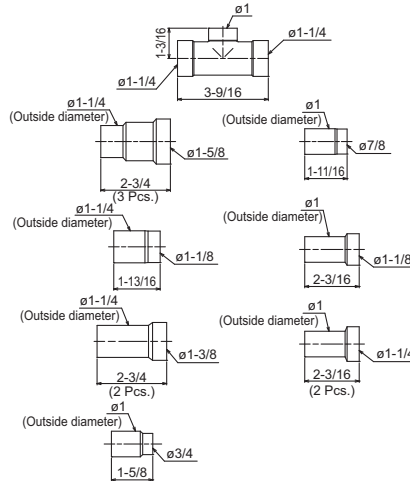 ø1
1-3/16
ø1-1/4
ø1-1/4
3-9/16
ø1-1/4
(Outside diameter)
ø1-5/8
2-3/4
(3 Pcs.)
ø1
(Outside diameter)
ø7/8
1-11/16
ø1-1/4
(Outside diameter)
ø1-1/8
1-13/16
ø1
(Outside diameter)
ø1-1/8
2-3/16
ø1-1/4
(Outside diameter)
ø1-3/8
2-3/4
(2 Pcs.)
ø1
(Outside diameter)
ø1-1/4
2-3/16
(2 Pcs.)
ø1
(Outside diameter)
ø3/4
1-5/8